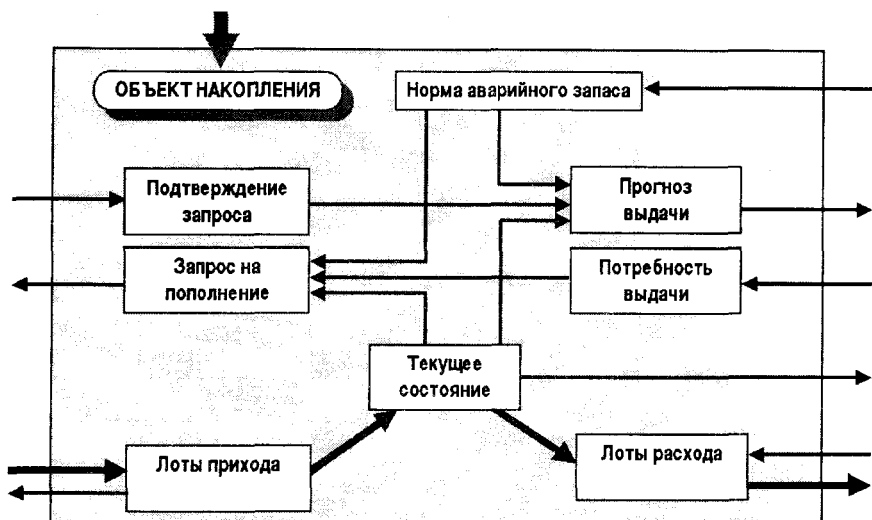 ОБЪЕКТ НАКОПЛЕНИЯ
Норма аварийного запаса
Подтверждение
запроса
Прогноз
выдачи
Запрос на
пополнение
Потребность
выдачи
Текущее
состояние
Лоты прихода
Лоты расхода